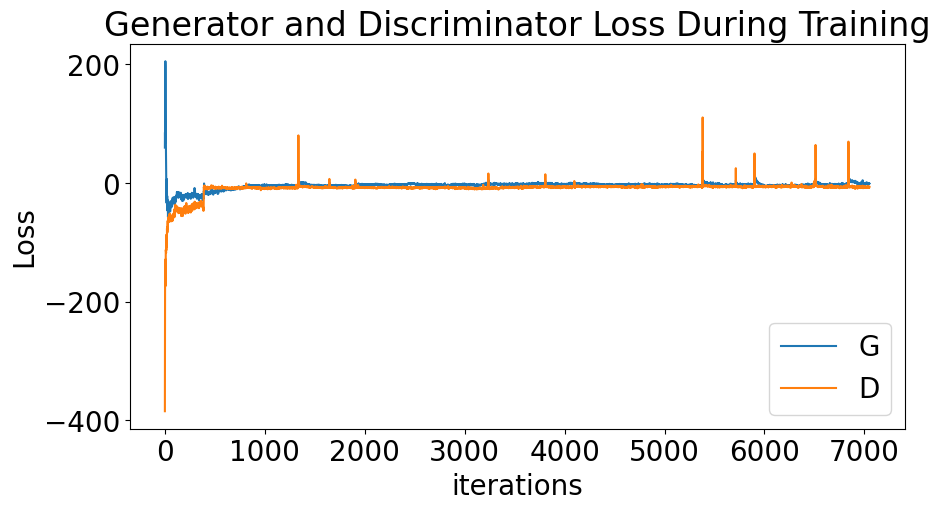 Generator and Discriminator Loss During Training
200
0
−200
−400
Loss
0 1000 2000 3000 4000 5000 6000 7000
iterations
G
D